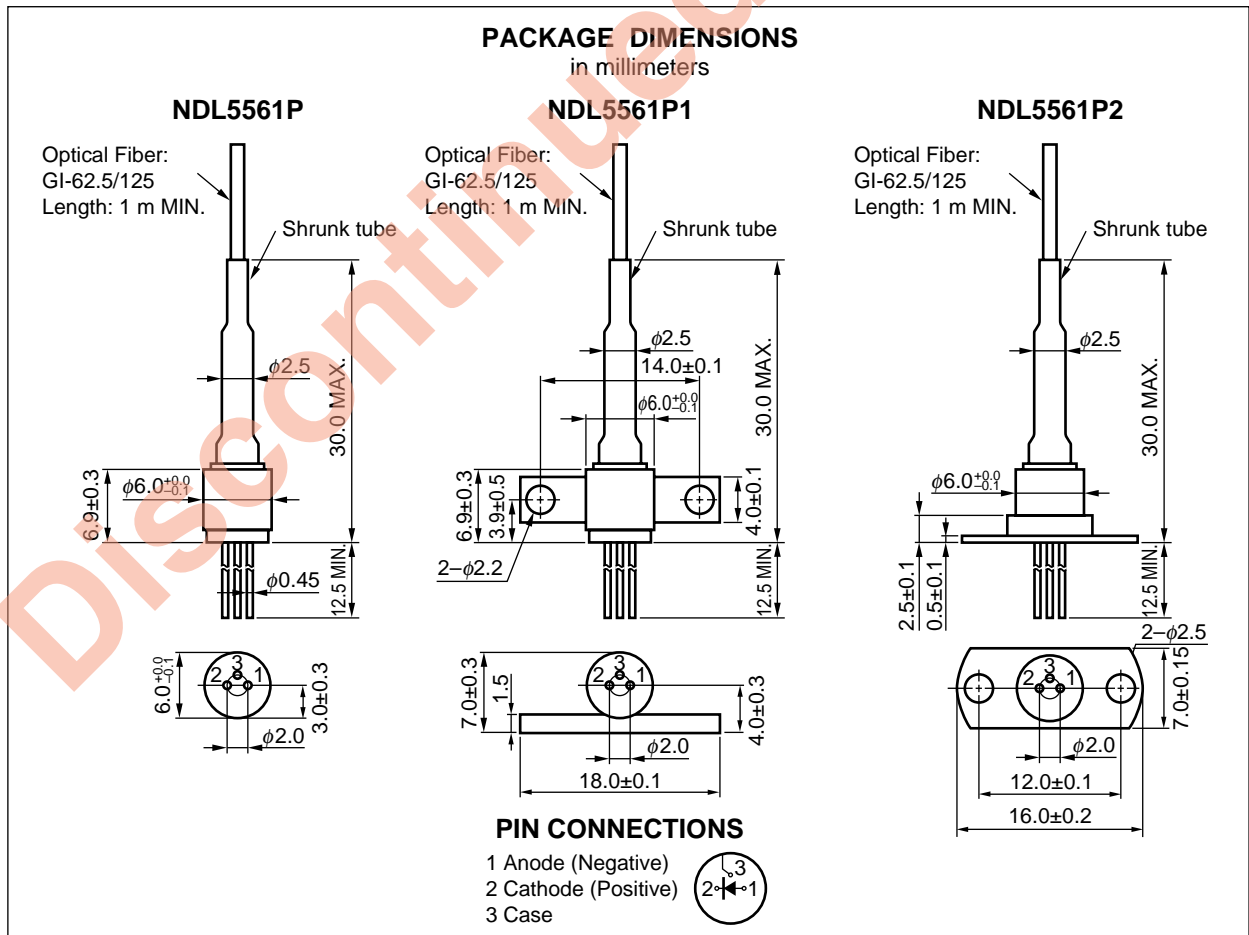 PACKAGE DIMENSIONS
in millimeters
NDL5561P
Optical Fiber:
GI-62.5/125
Length: 1 m MIN.
Shrunk tube
φ2.5
30.0 MAX.
φ6.0+0.0−0.1
6.9±0.3
φ0.45
12.5 MIN.
6.0+0.0−0.1
2
3
1
3.0±0.3
φ2.0
NDL5561P1
Optical Fiber:
GI-62.5/125
Length: 1 m MIN.
Shrunk tube
φ2.5
14.0±0.1
30.0 MAX.
φ6.0+0.0−0.1
6.9±0.3
3.9±0.5
4.0±0.1
2−φ2.2
12.5 MIN.
7.0±0.3
1.5
2
3
1
4.0±0.3
φ2.0
18.0±0.1
NDL5561P2
Optical Fiber:
GI-62.5/125
Length: 1 m MIN.
Shrunk tube
φ2.5
30.0 MAX.
φ6.0+0.0−0.1
2.5±0.1
0.5±0.1
12.5 MIN.
2−φ2.5
2
3
1
7.0±0.15
φ2.0
12.0±0.1
16.0±0.2
PIN CONNECTIONS
1 Anode (Negative)
2 Cathode (Positive)
3 Case
3
2
1
Discontinued